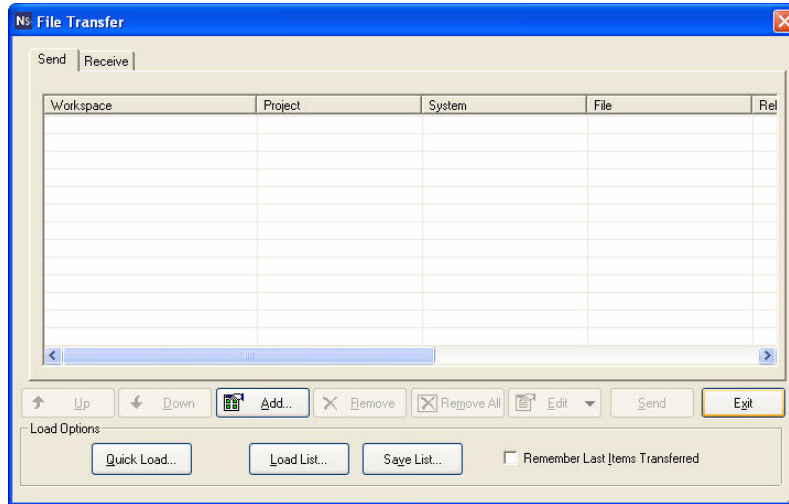 NS File Transfer
Send Receive
Workspace Project System File Rel
Up Down Add... Remove Remove All Edit Send Exit
Load Options
Quick Load... Load List... Save List... Remember Last Items Transferred